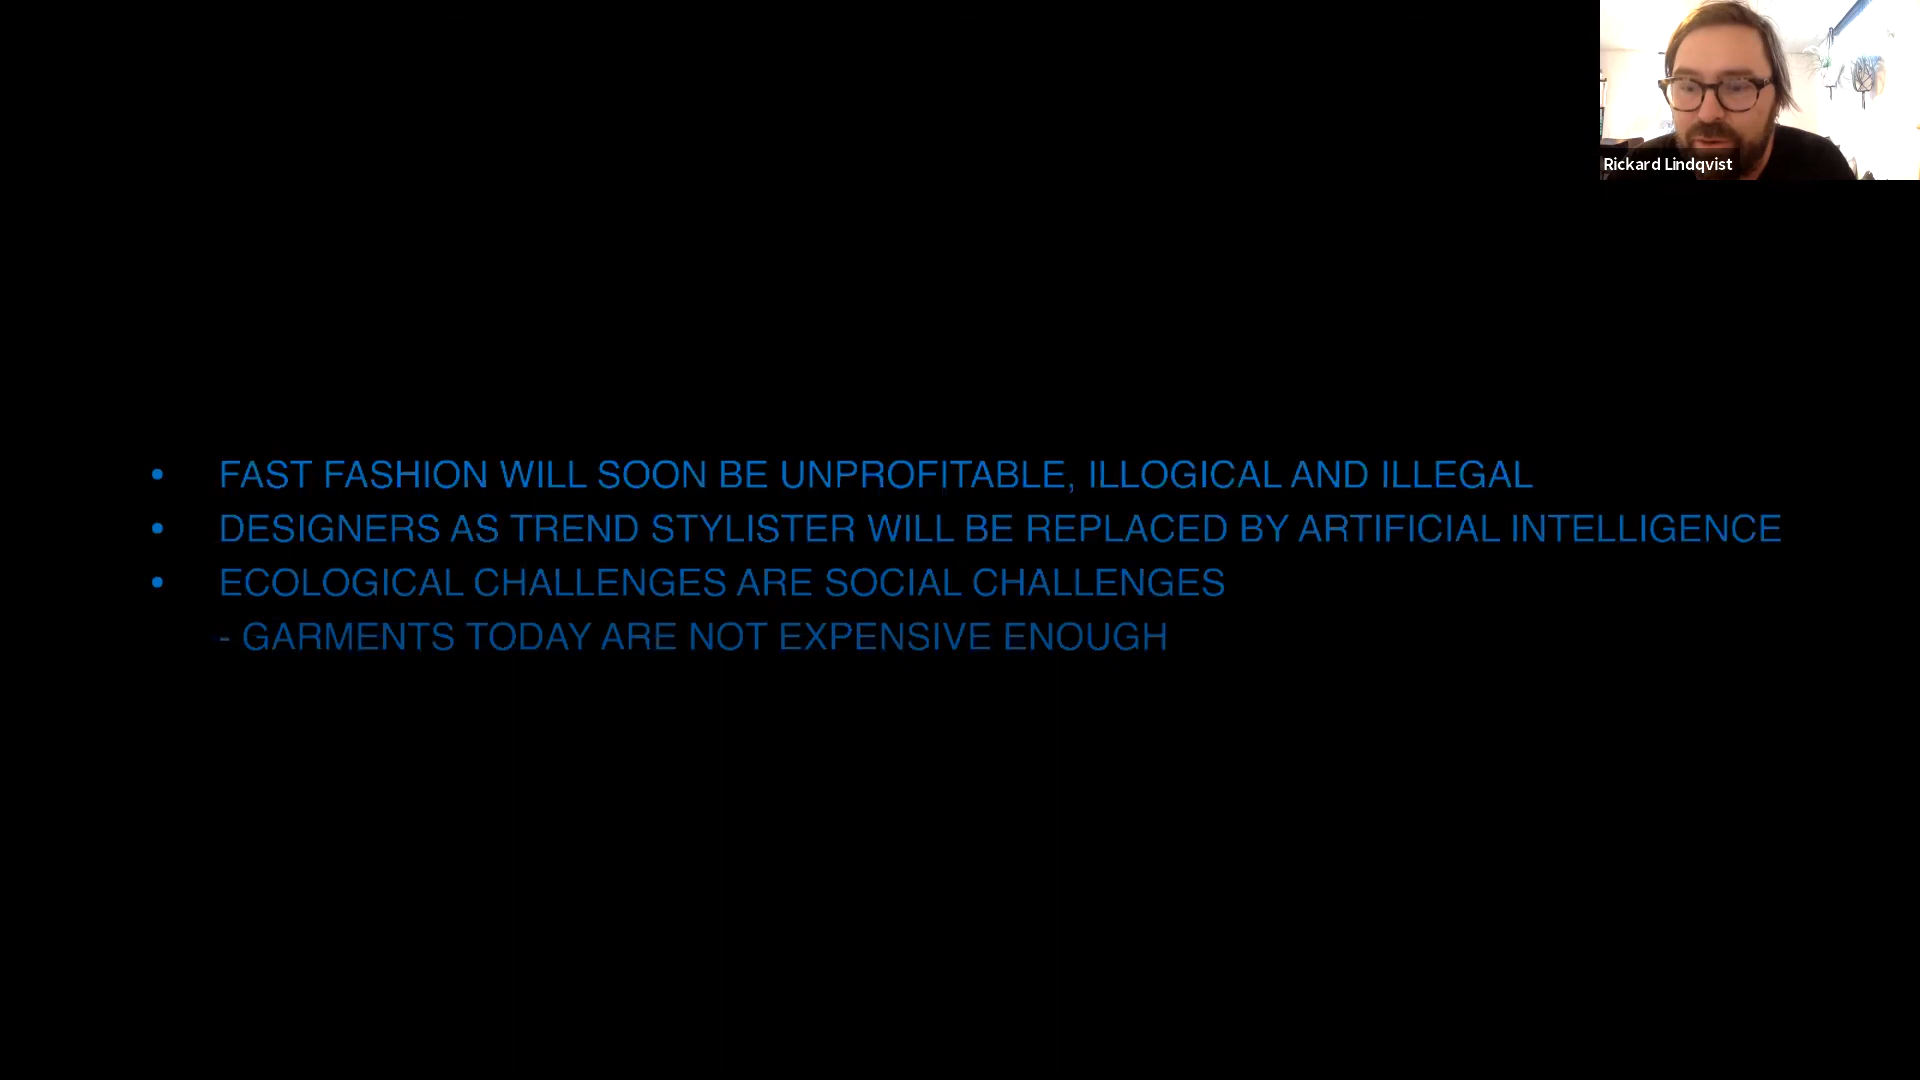 Rickard Lindqvist
• FAST FASHION WILL SOON BE UNPROFITABLE, ILLOGICAL AND ILLEGAL
• DESIGNERS AS TREND STYLISTER WILL BE REPLACED BY ARTIFICIAL INTELLIGENCE
• ECOLOGICAL CHALLENGES ARE SOCIAL CHALLENGES
- GARMENTS TODAY ARE NOT EXPENSIVE ENOUGH